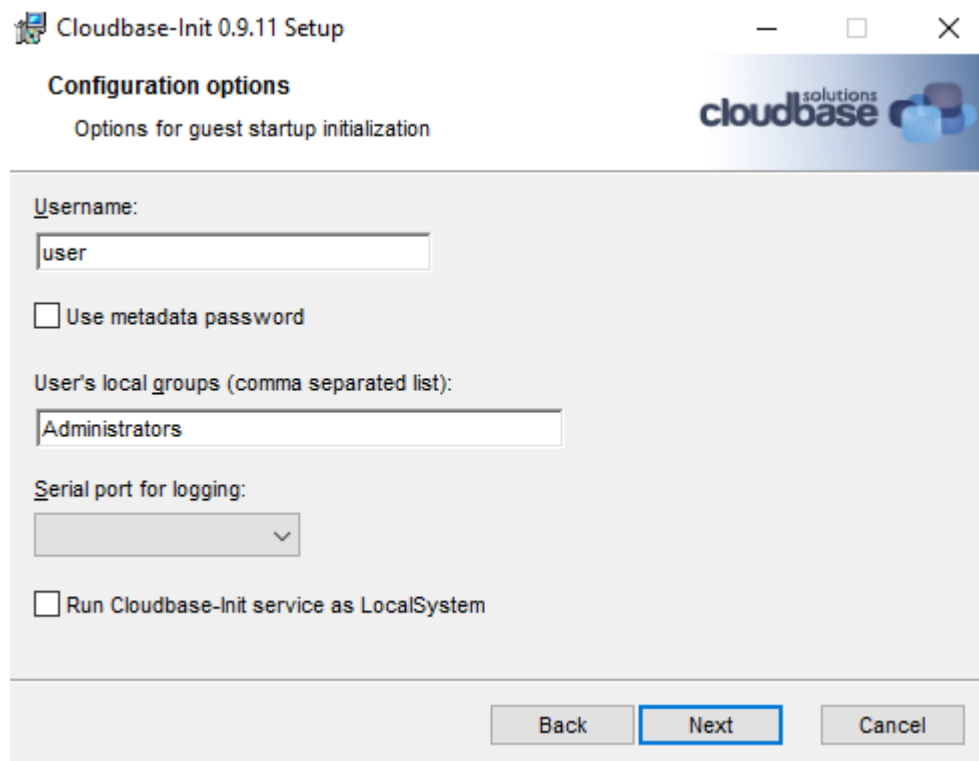 Cloudbase-Init 0.9.11 Setup
Configuration options
Options for guest startup initialization
cloudbase solutions
Username:
user
Use metadata password
User's local groups (comma separated list):
Administrators
Serial port for logging:
Run Cloudbase-Init service as LocalSystem
Back Next Cancel